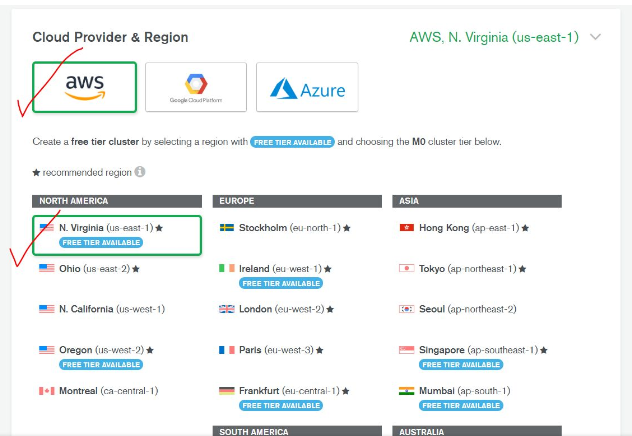 Cloud Provider & Region
AWS, N. Virginia (us-east-1)
aws
Google Cloud Platform
Azure
Create a free tier cluster by selecting a region with FREE TIER AVAILABLE and choosing the M0 cluster tier below.
★ recommended region i
NORTH AMERICA
N. Virginia (us-east-1) ★
FREE TIER AVAILABLE
Ohio (us-east-2) ★
N. California (us-west-1)
Oregon (us-west-2) ★
FREE TIER AVAILABLE
Montreal (ca-central-1)
EUROPE
Stockholm (eu-north-1) ★
Ireland (eu-west-1) ★
FREE TIER AVAILABLE
London (eu-west-2) ★
Paris (eu-west-3) ★
Frankfurt (eu-central-1) ★
FREE TIER AVAILABLE
SOUTH AMERICA
ASIA
Hong Kong (ap-east-1) ★
Tokyo (ap-northeast-1) ★
Seoul (ap-northeast-2)
Singapore (ap-southeast-1) ★
FREE TIER AVAILABLE
Mumbai (ap-south-1)
FREE TIER AVAILABLE
AUSTRALIA